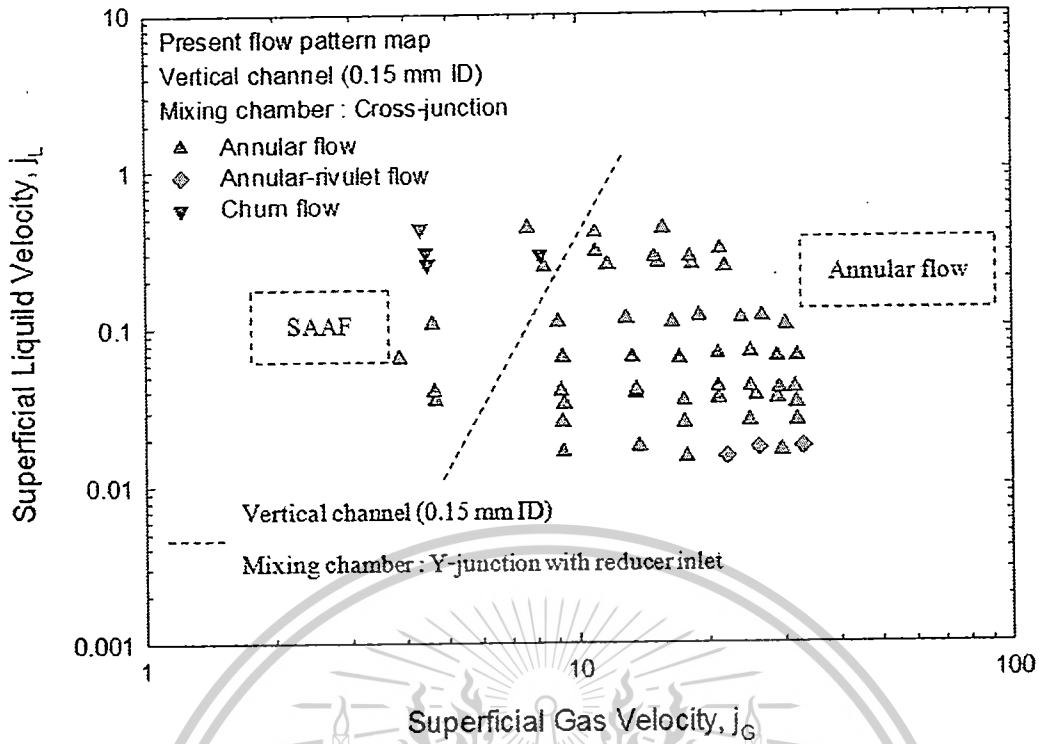 10
1
0.1
0.01
0.001
Superficial Liquild Velocity, jL
Present flow pattern map
Vertical channel (0.15 mm ID)
Mixing chamber : Cross-junction
Annular flow
Annular-rivulet flow
Churn flow
SAAF
Annular flow
Vertical channel (0.15 mm ID)
Mixing chamber : Y-junction with reducer inlet
1
10
100
Superficial Gas Velocity, jG